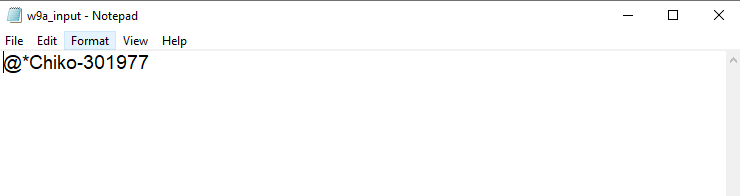 w9a_input - Notepad
File Edit Format View Help
@*Chiko-301977